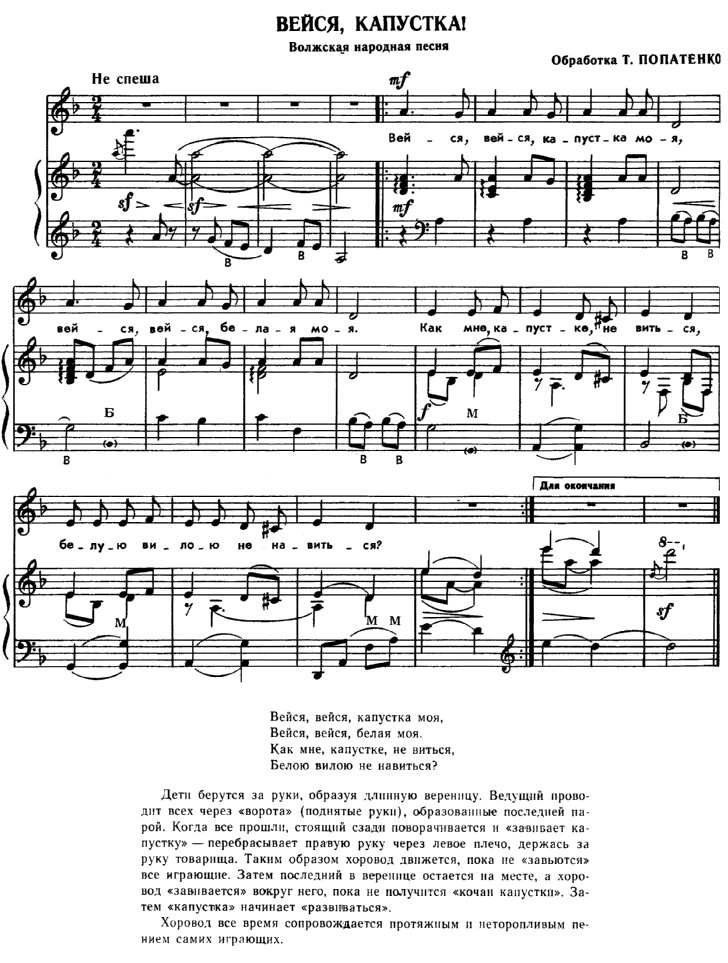 ВЕЙСЯ, КАПУСТКА!
Волжская народная песня
Обработка Т. ПОПАТЕНКО
Не спеша
mf
Вей - ся, вей - ся, ка - пуст - ка мо - я,
sf sf mf
В В В В
вей - ся, вей - ся, бе - ла - я мо - я. Как мне, ка - пуст - ке, не вить - ся,
Б f М Б
В В В
Для окончания
бе - лу - ю ви - ло - ю не на - вить - ся?
8--
М М М sf
Вейся, вейся, капустка моя,
Вейся, вейся, белая моя.
Как мне, капустке, не виться,
Белою вилою не навиться?
Дети берутся за руки, образуя длинную вереницу. Ведущий прово-
дит всех через «ворота» (поднятые руки), образованные последней па-
рой. Когда все прошли, стоящий сзади поворачивается и «завивает ка-
пустку» — перебрасывает правую руку через левое плечо, держась за
руку товарища. Таким образом хоровод движется, пока не «завьются»
все играющие. Затем последний в веренице остается на месте, а хоро-
вод «завивается» вокруг него, пока не получится «кочан капустки». За-
тем «капустка» начинает «развиваться».
Хоровод все время сопровождается протяжным и неторопливым пе-
нием самих играющих.